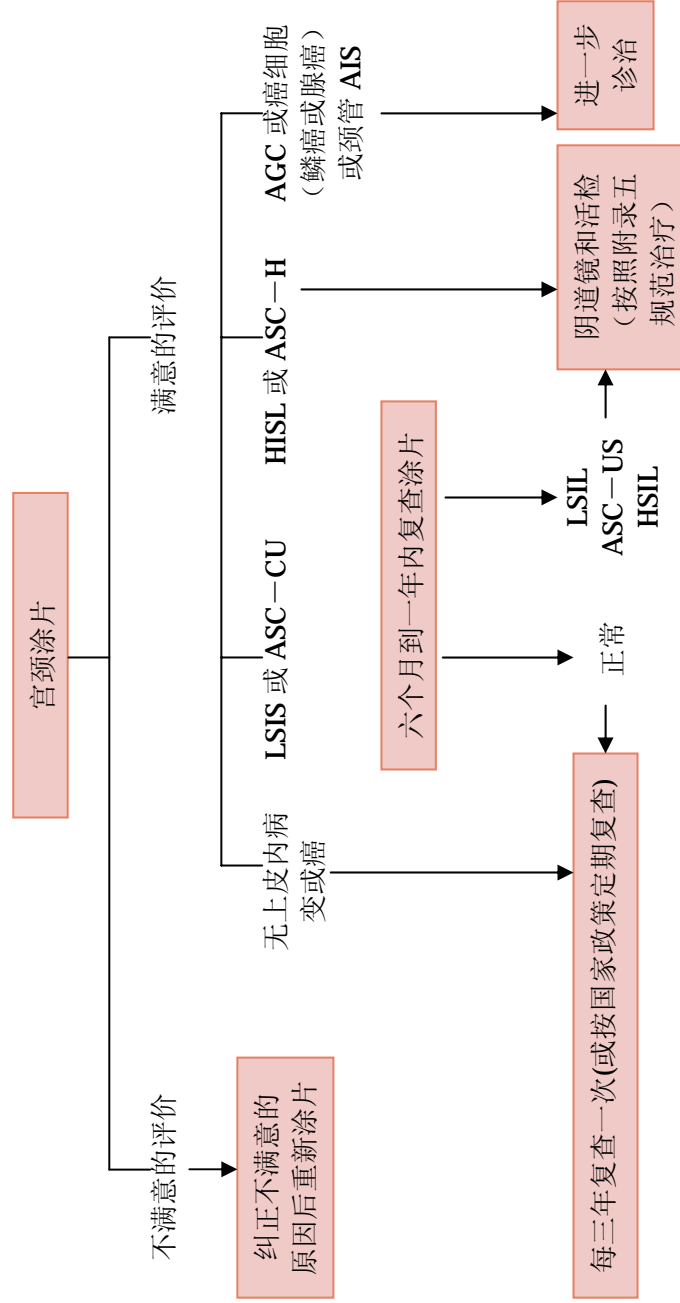 宫颈涂片
不满意的评价
满意的评价
纠正不满意的
原因后重新涂片
无上皮内病
变或癌
LSIS 或 ASC－CU
HISL 或 ASC－H
AGC 或癌细胞
（鳞癌或腺癌）
或颈管 AIS
六个月到一年内复查涂片
每三年复查一次(或按国家政策定期复查)
正常
LSIL
ASC－US
HSIL
阴道镜和活检
（按照附录五
规范治疗）
进一步
诊治